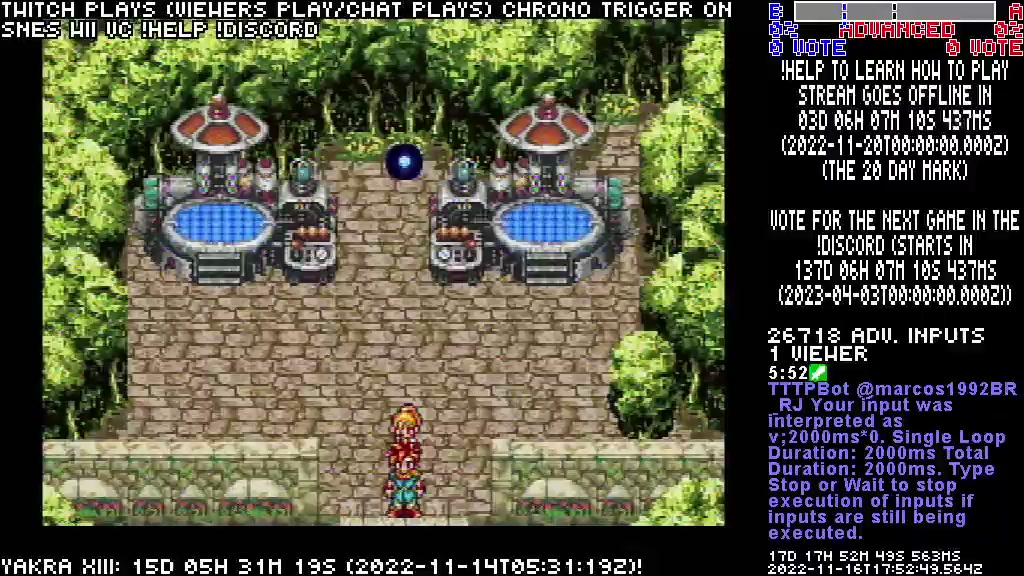 TWITCH PLAYS (VIEWERS PLAY/CHAT PLAYS) CHRONO TRIGGER ON
SNES WII VC !HELP !DISCORD
B A
0% ADVANCED 0%
0 VOTE 0 VOTE
!HELP TO LEARN HOW TO PLAY
STREAM GOES OFFLINE IN
03D 06H 07M 10S 437MS
(2022-11-20T00:00:00.000Z)
(THE 20 DAY MARK)
VOTE FOR THE NEXT GAME IN THE
!DISCORD (STARTS IN
137D 06H 07M 10S 437MS
(2023-04-03T00:00:00.000Z))
26718 ADV. INPUTS
1 VIEWER
5:52
TTTPBot @marcos1992BR
_RJ Your input was
interpreted as
v;2000ms*0. Single Loop
Duration: 2000ms Total
Duration: 2000ms. Type
Stop or Wait to stop
execution of inputs if
inputs are still being
executed.
17D 17H 52M 49S 563MS
2022-11-16T17:52:49.564Z
YAKRA XIII: 15D 05H 31M 19S (2022-11-14T05:31:19Z)!